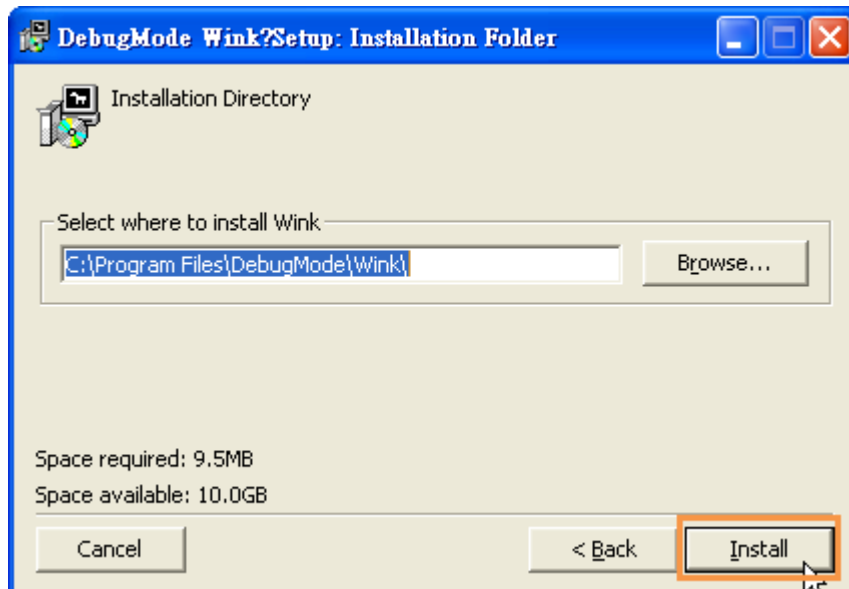 DebugMode Wink?Setup: Installation Folder
Installation Directory
Select where to install Wink
C:\Program Files\DebugMode\Wink\
Browse...
Space required: 9.5MB
Space available: 10.0GB
Cancel
< Back
Install